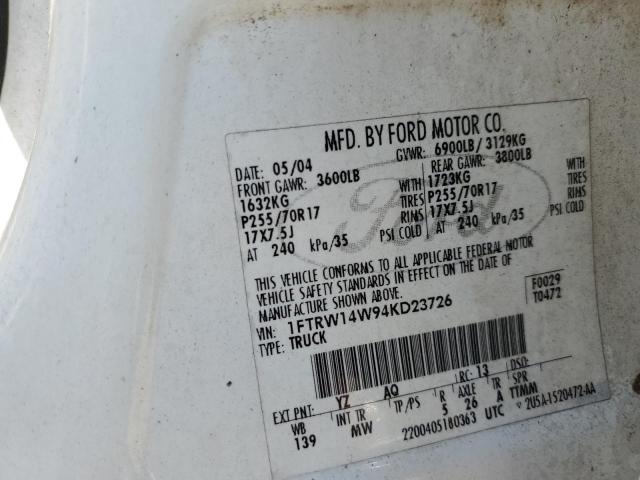 MFD. BY FORD MOTOR CO.
DATE: 05/04 GVWR: 6900LB/ 3129KG
FRONT GAWR: 3600LB REAR GAWR: 3800LB
1632KG WITH 1723KG WITH
P255/70R17 TIRES P255/70R17 TIRES
17X7.5J RIMS 17X7.5J RIMS
AT 240 kPa/35 PSI COLD AT 240 kPa/35 PSI COLD
THIS VEHICLE CONFORMS TO ALL APPLICABLE FEDERAL MOTOR
VEHICLE SAFETY STANDARDS IN EFFECT ON THE DATE OF
MANUFACTURE SHOWN ABOVE.
F0029
VIN: 1FTRW14W94KD23726 T0472
TYPE: TRUCK
EXT PNT: YZ AQ RC: 13 DSO:
WB INT TR TP/PS R AXLE TR SPR
139 MW 5 26 A TTMM
2200405180363 UTC 2U5A-1520472-AA
Ford